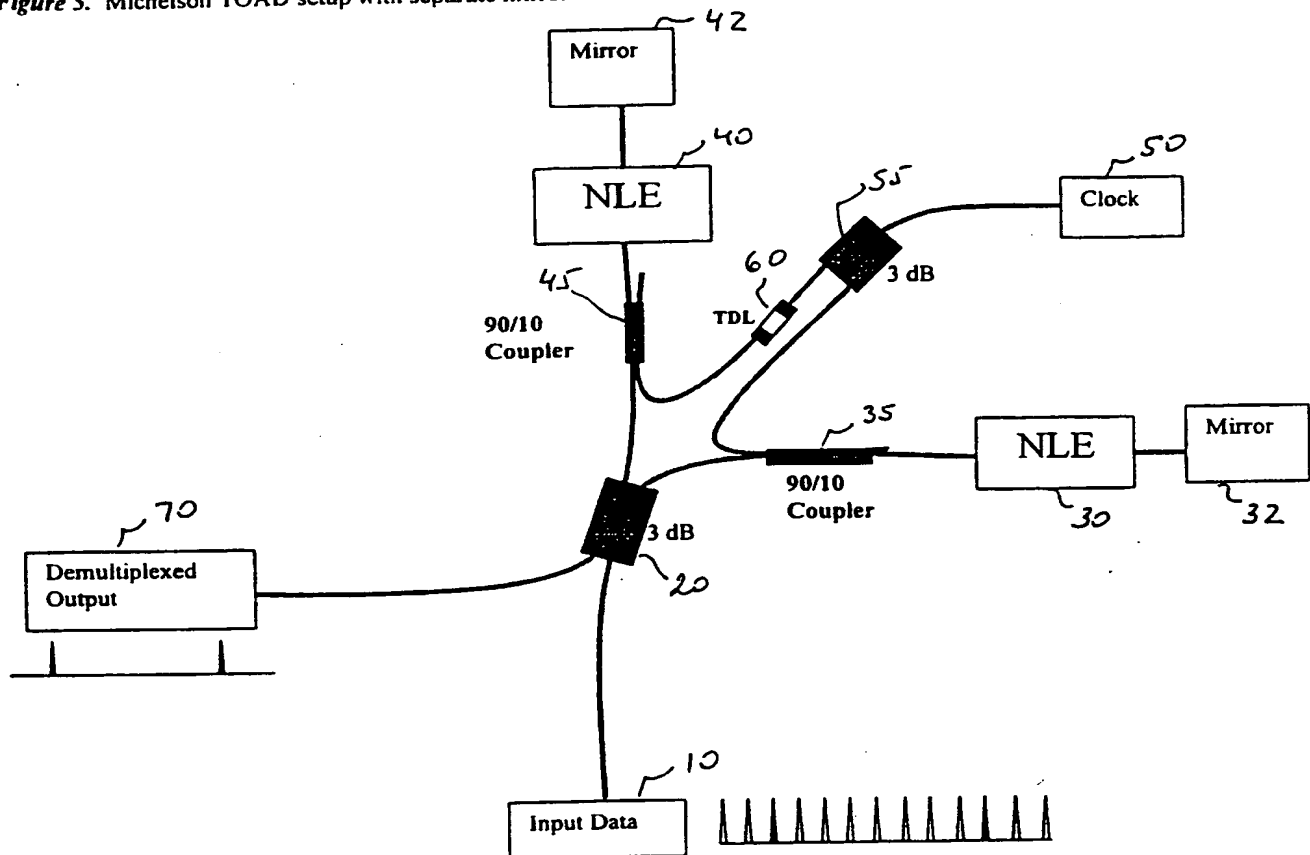 Figure 5. Michelson TOAD setup with separate
42
Mirror
40
NLE
50
Clock
55
3 dB
60
TDL
45
90/10
Coupler
35
90/10
Coupler
NLE
30
Mirror
32
3 dB
20
70
Demultiplexed
Output
10
Input Data